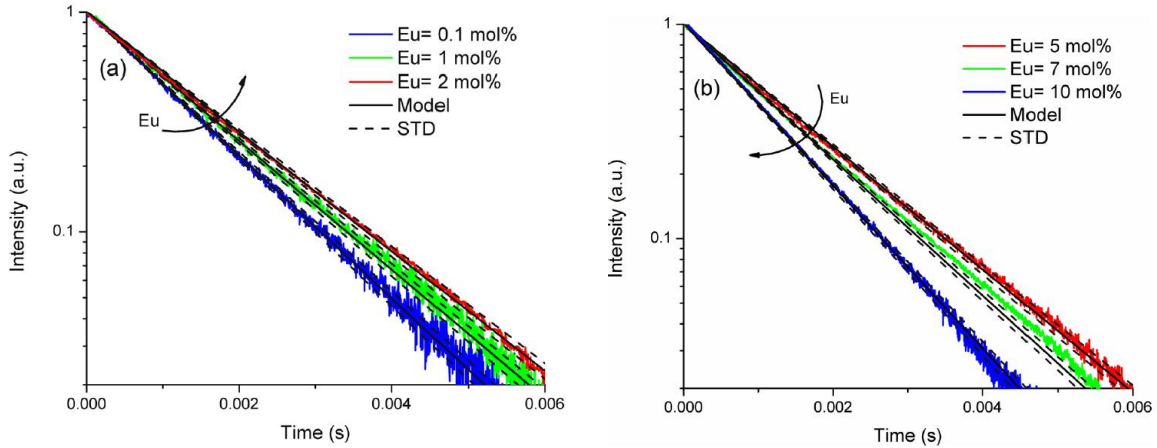 1
(a)
Eu= 0.1 mol%
Eu= 1 mol%
Eu= 2 mol%
Model
STD
Eu
0.1
Intensity (a.u.)
0.000
0.002
0.004
0.006
Time (s)
1
(b)
Eu= 5 mol%
Eu= 7 mol%
Eu= 10 mol%
Model
STD
Eu
0.1
Intensity (a.u.)
0.000
0.002
0.004
0.006
Time (s)